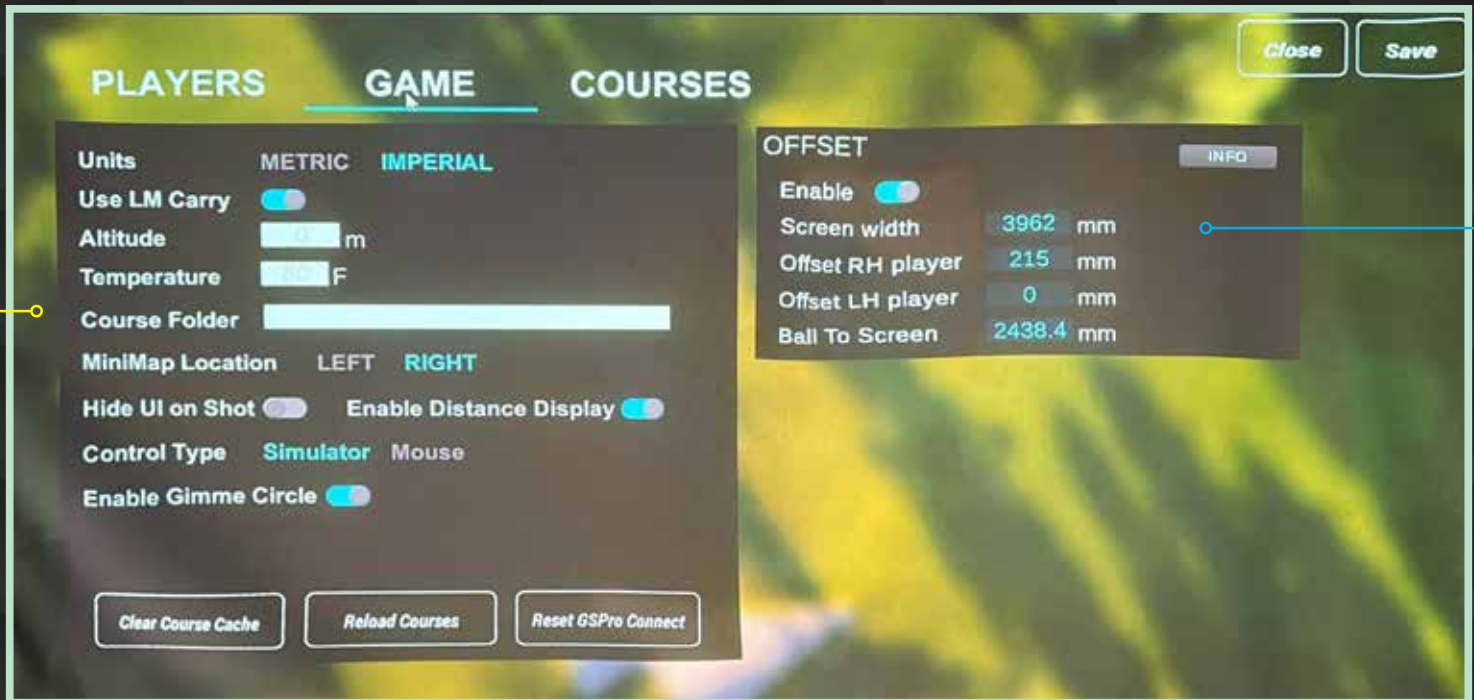 Close Save
PLAYERS GAME COURSES
Units METRIC IMPERIAL
Use LM Carry
Altitude m
Temperature F
Course Folder
MiniMap Location LEFT RIGHT
Hide UI on Shot Enable Distance Display
Control Type Simulator Mouse
Enable Gimme Circle
Clear Course Cache Reload Courses Reset GSPro Connect
OFFSET INFO
Enable
Screen width 3962 mm
Offset RH player 215 mm
Offset LH player 0 mm
Ball To Screen 2438.4 mm